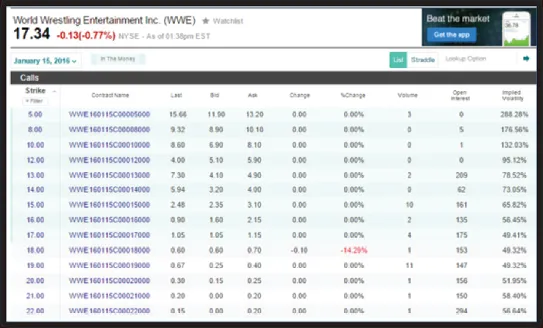 World Wrestling Entertainment Inc. (WWE) ★ Watchlist
17.34 -0.13(-0.77%) NYSE - As of 01:38pm EST
Beat the market
Get the app
January 15, 2016
In The Money
List Straddle Lookup Option
Calls
Strike Contract Name Last Bid Ask Change %Change Volume Open Interest Implied Volatility
Filter
5.00 WWE160115C00005000 15.66 11.90 13.20 0.00 0.00% 3 0 288.28%
8.00 WWE160115C00008000 9.32 8.90 10.10 0.00 0.00% 0 5 176.56%
10.00 WWE160115C00010000 8.60 6.90 8.10 0.00 0.00% 0 1 132.03%
12.00 WWE160115C00012000 4.00 5.10 5.90 0.00 0.00% 0 0 95.12%
13.00 WWE160115C00013000 7.30 4.10 4.90 0.00 0.00% 2 209 78.52%
14.00 WWE160115C00014000 5.94 3.20 4.00 0.00 0.00% 0 62 73.05%
15.00 WWE160115C00015000 2.48 2.35 3.10 0.00 0.00% 10 161 65.82%
16.00 WWE160115C00016000 0.90 1.60 2.15 0.00 0.00% 2 135 56.45%
17.00 WWE160115C00017000 1.05 1.05 1.15 0.00 0.00% 4 175 49.41%
18.00 WWE160115C00018000 0.60 0.60 0.70 -0.10 -14.29% 1 153 49.32%
19.00 WWE160115C00019000 0.67 0.25 0.40 0.00 0.00% 11 147 49.32%
20.00 WWE160115C00020000 0.30 0.15 0.25 0.00 0.00% 1 156 51.95%
21.00 WWE160115C00021000 0.20 0.00 0.20 0.00 0.00% 1 150 58.40%
22.00 WWE160115C00022000 0.15 0.00 0.20 0.00 0.00% 1 294 56.64%